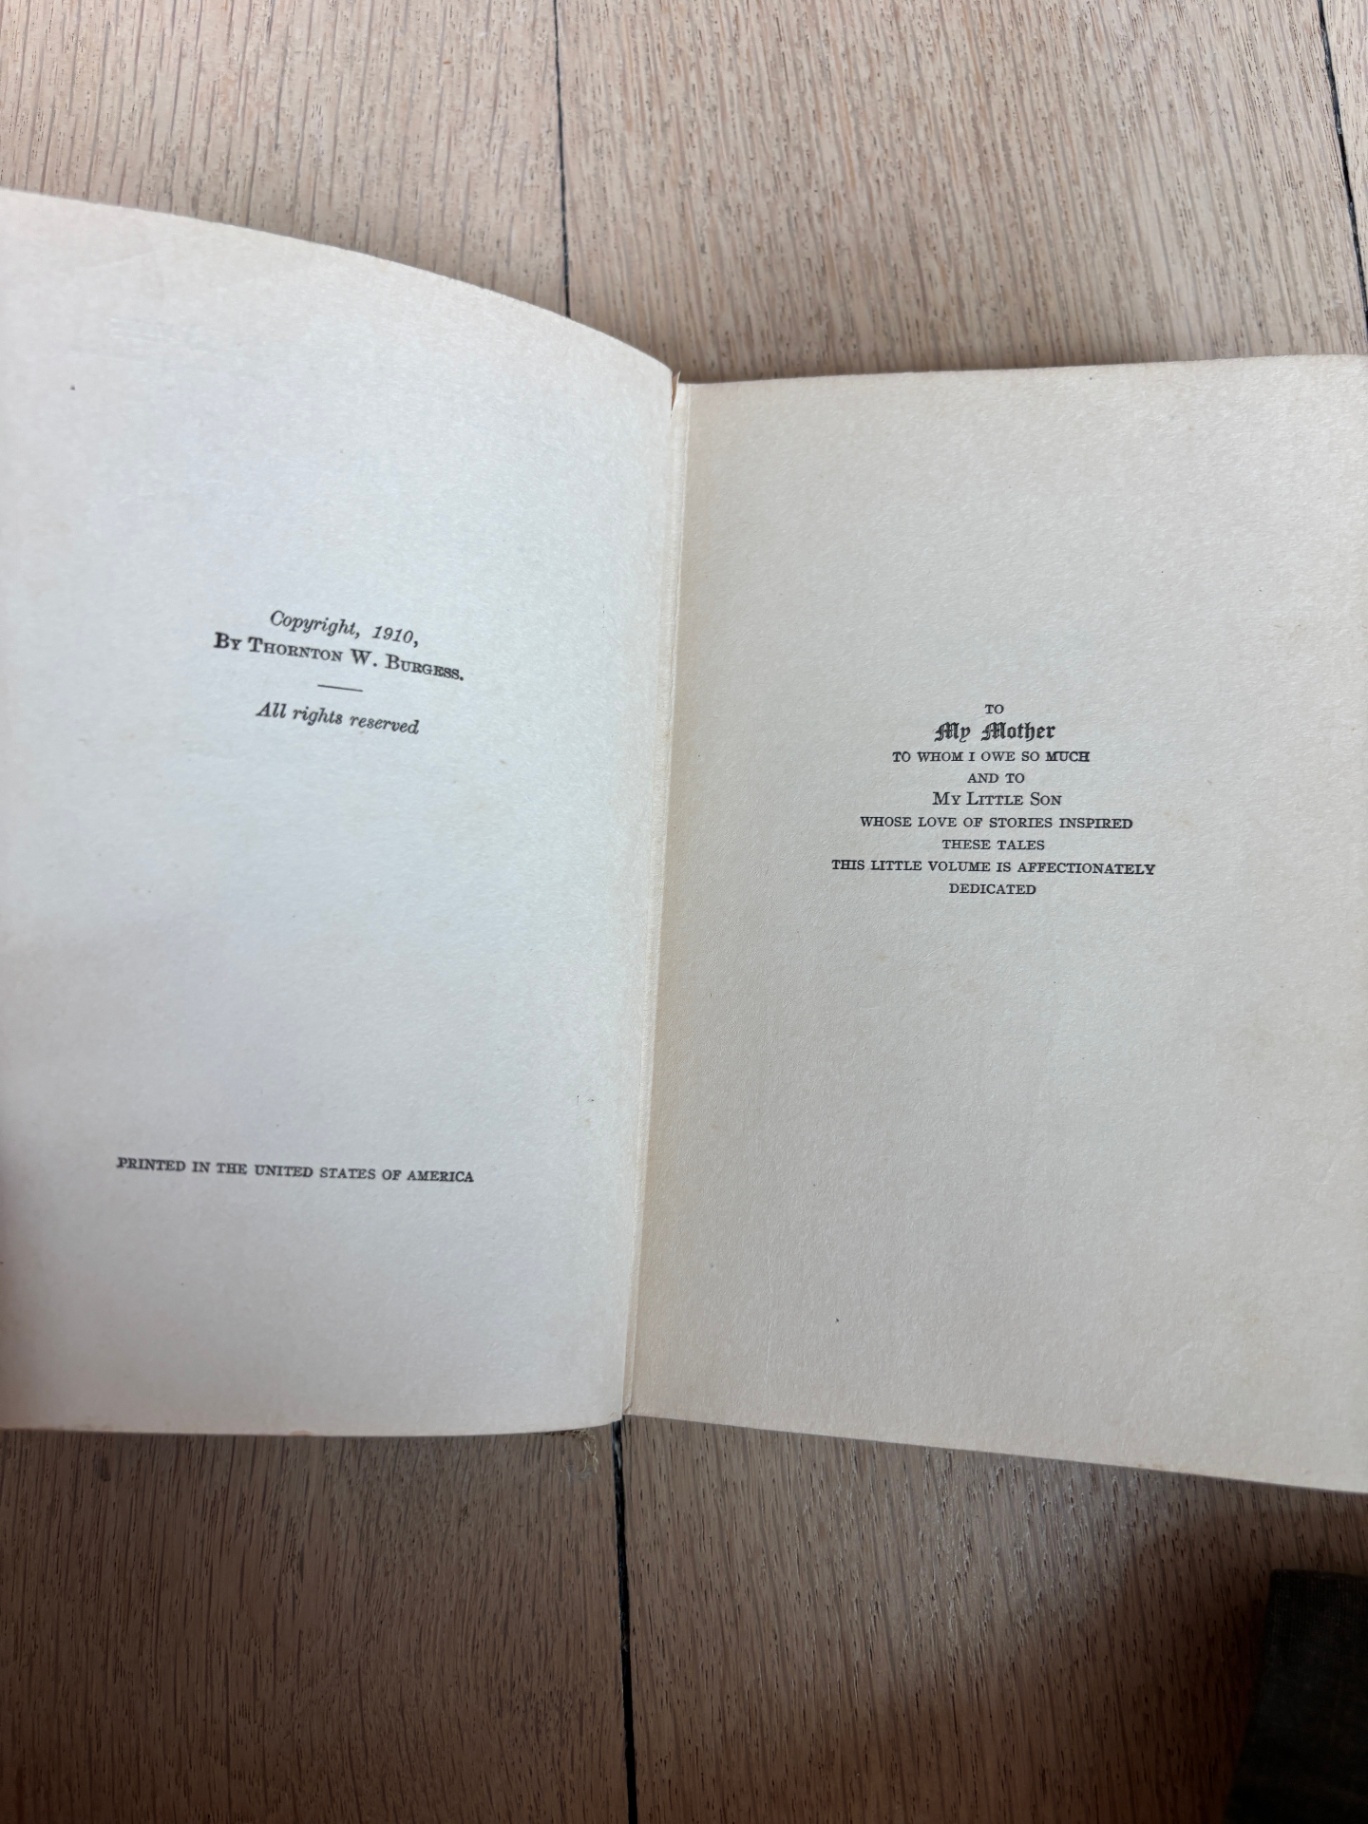 Copyright, 1910,
By Thornton W. Burgess.
All rights reserved
PRINTED IN THE UNITED STATES OF AMERICA
TO
My Mother
TO WHOM I OWE SO MUCH
AND TO
My Little Son
WHOSE LOVE OF STORIES INSPIRED
THESE TALES
THIS LITTLE VOLUME IS AFFECTIONATELY
DEDICATED